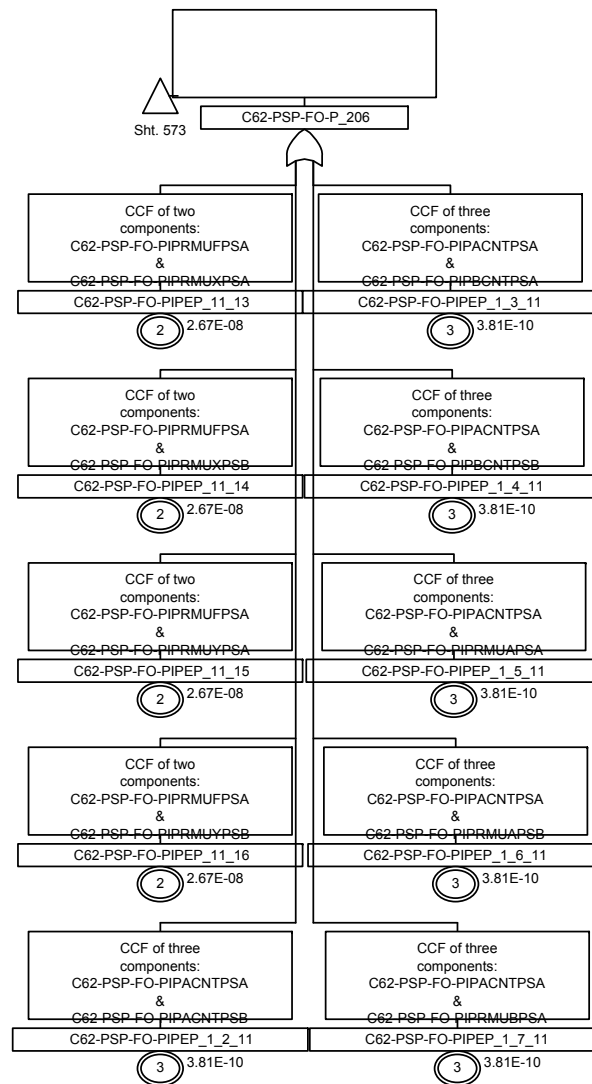 Sht. 573
C62-PSP-FO-P_206
CCF of two
components:
C62-PSP-FO-PIPRMUFPSA
&
C62-PSP-FO-PIPRMUXPSA
C62-PSP-FO-PIPEP_11_13
2
2.67E-08
CCF of three
components:
C62-PSP-FO-PIPACNTPSA
&
C62-PSP-FO-PIPBCNTPSA
C62-PSP-FO-PIPEP_1_3_11
3
3.81E-10
CCF of two
components:
C62-PSP-FO-PIPRMUFPSA
&
C62-PSP-FO-PIPRMUXPSB
C62-PSP-FO-PIPEP_11_14
2
2.67E-08
CCF of three
components:
C62-PSP-FO-PIPACNTPSA
&
C62-PSP-FO-PIPBCNTPSB
C62-PSP-FO-PIPEP_1_4_11
3
3.81E-10
CCF of two
components:
C62-PSP-FO-PIPRMUFPSA
&
C62-PSP-FO-PIPRMUYPSA
C62-PSP-FO-PIPEP_11_15
2
2.67E-08
CCF of three
components:
C62-PSP-FO-PIPACNTPSA
&
C62-PSP-FO-PIPRMUAPSA
C62-PSP-FO-PIPEP_1_5_11
3
3.81E-10
CCF of two
components:
C62-PSP-FO-PIPRMUFPSA
&
C62-PSP-FO-PIPRMUYPSB
C62-PSP-FO-PIPEP_11_16
2
2.67E-08
CCF of three
components:
C62-PSP-FO-PIPACNTPSA
&
C62-PSP-FO-PIPRMUAPSB
C62-PSP-FO-PIPEP_1_6_11
3
3.81E-10
CCF of three
components:
C62-PSP-FO-PIPACNTPSA
&
C62-PSP-FO-PIPACNTPSB
C62-PSP-FO-PIPEP_1_2_11
3
3.81E-10
CCF of three
components:
C62-PSP-FO-PIPACNTPSA
&
C62-PSP-FO-PIPRMUBPSA
C62-PSP-FO-PIPEP_1_7_11
3
3.81E-10